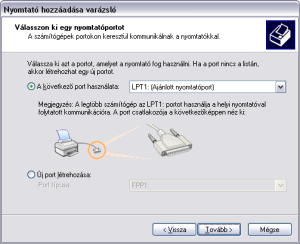 Nyomtató hozzáadása varázsló
Válasszon ki egy nyomtatóportot
A számítógépek portokon keresztül kommunikálnak a nyomtatókkal.
Válassza ki azt a portot, amelyet a nyomtató fog használni. Ha a port nincs a listán,
akkor létrehozhat egy új portot.
A következő port használata: LPT1: (Ajánlott nyomtatóport)
Megjegyzés: A legtöbb számítógép az LPT1: portot használja a helyi nyomtatóval
folytatott kommunikációra. A port csatlakozója a következőképpen néz ki:
Új port létrehozása:
Port típusa: EPP1:
< Vissza Tovább > Mégse